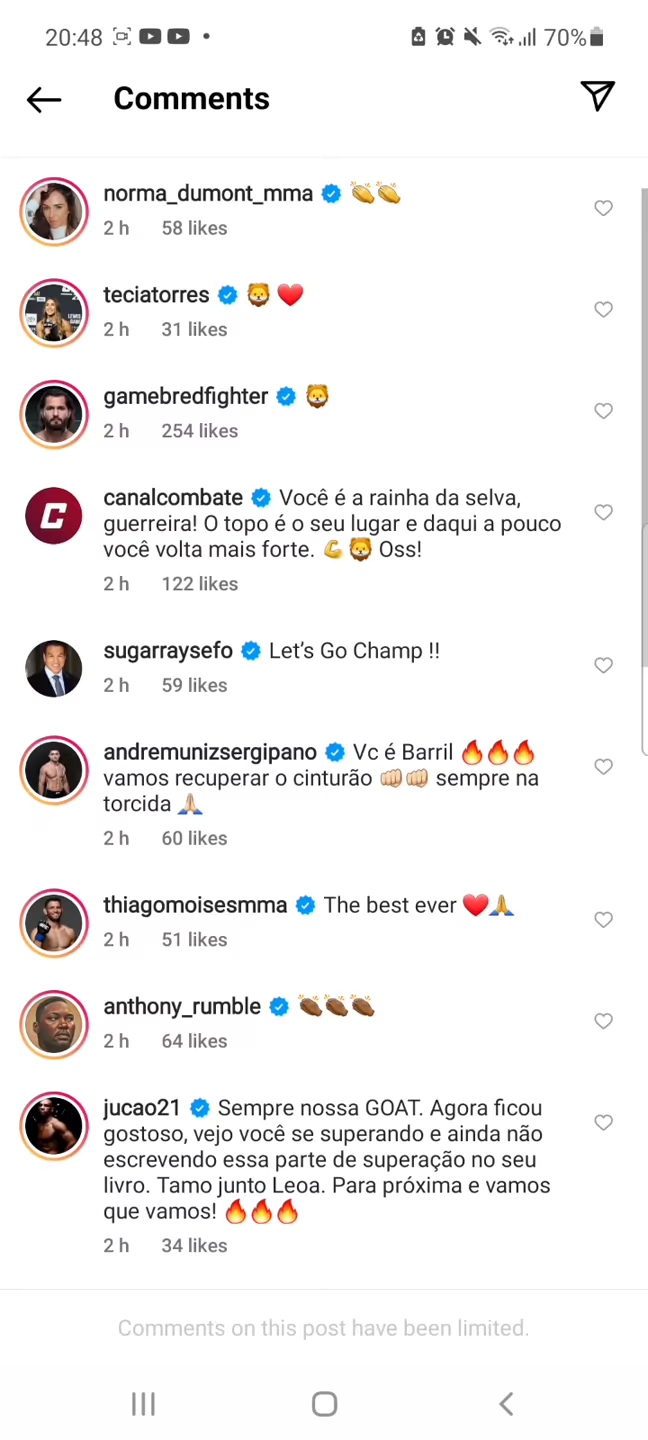 20:48 70%
Comments
norma_dumont_mma 👏👏
2 h 58 likes
teciatorres 🦁 ❤️
2 h 31 likes
gamebredfighter 🦁
2 h 254 likes
canalcombate Você é a rainha da selva,
guerreira! O topo é o seu lugar e daqui a pouco
você volta mais forte. 💪🦁 Oss!
2 h 122 likes
sugarraysefo Let’s Go Champ !!
2 h 59 likes
andremunizsergipano Vc é Barril 🔥🔥🔥
vamos recuperar o cinturão 👊🏻👊🏻 sempre na
torcida 🙏🏻
2 h 60 likes
thiagomoisesmma The best ever ❤️🙏
2 h 51 likes
anthony_rumble 👏🏾👏🏾👏🏾
2 h 64 likes
jucao21 Sempre nossa GOAT. Agora ficou
gostoso, vejo você se superando e ainda não
escrevendo essa parte de superação no seu
livro. Tamo junto Leoa. Para próxima e vamos
que vamos! 🔥🔥🔥
2 h 34 likes
Comments on this post have been limited.